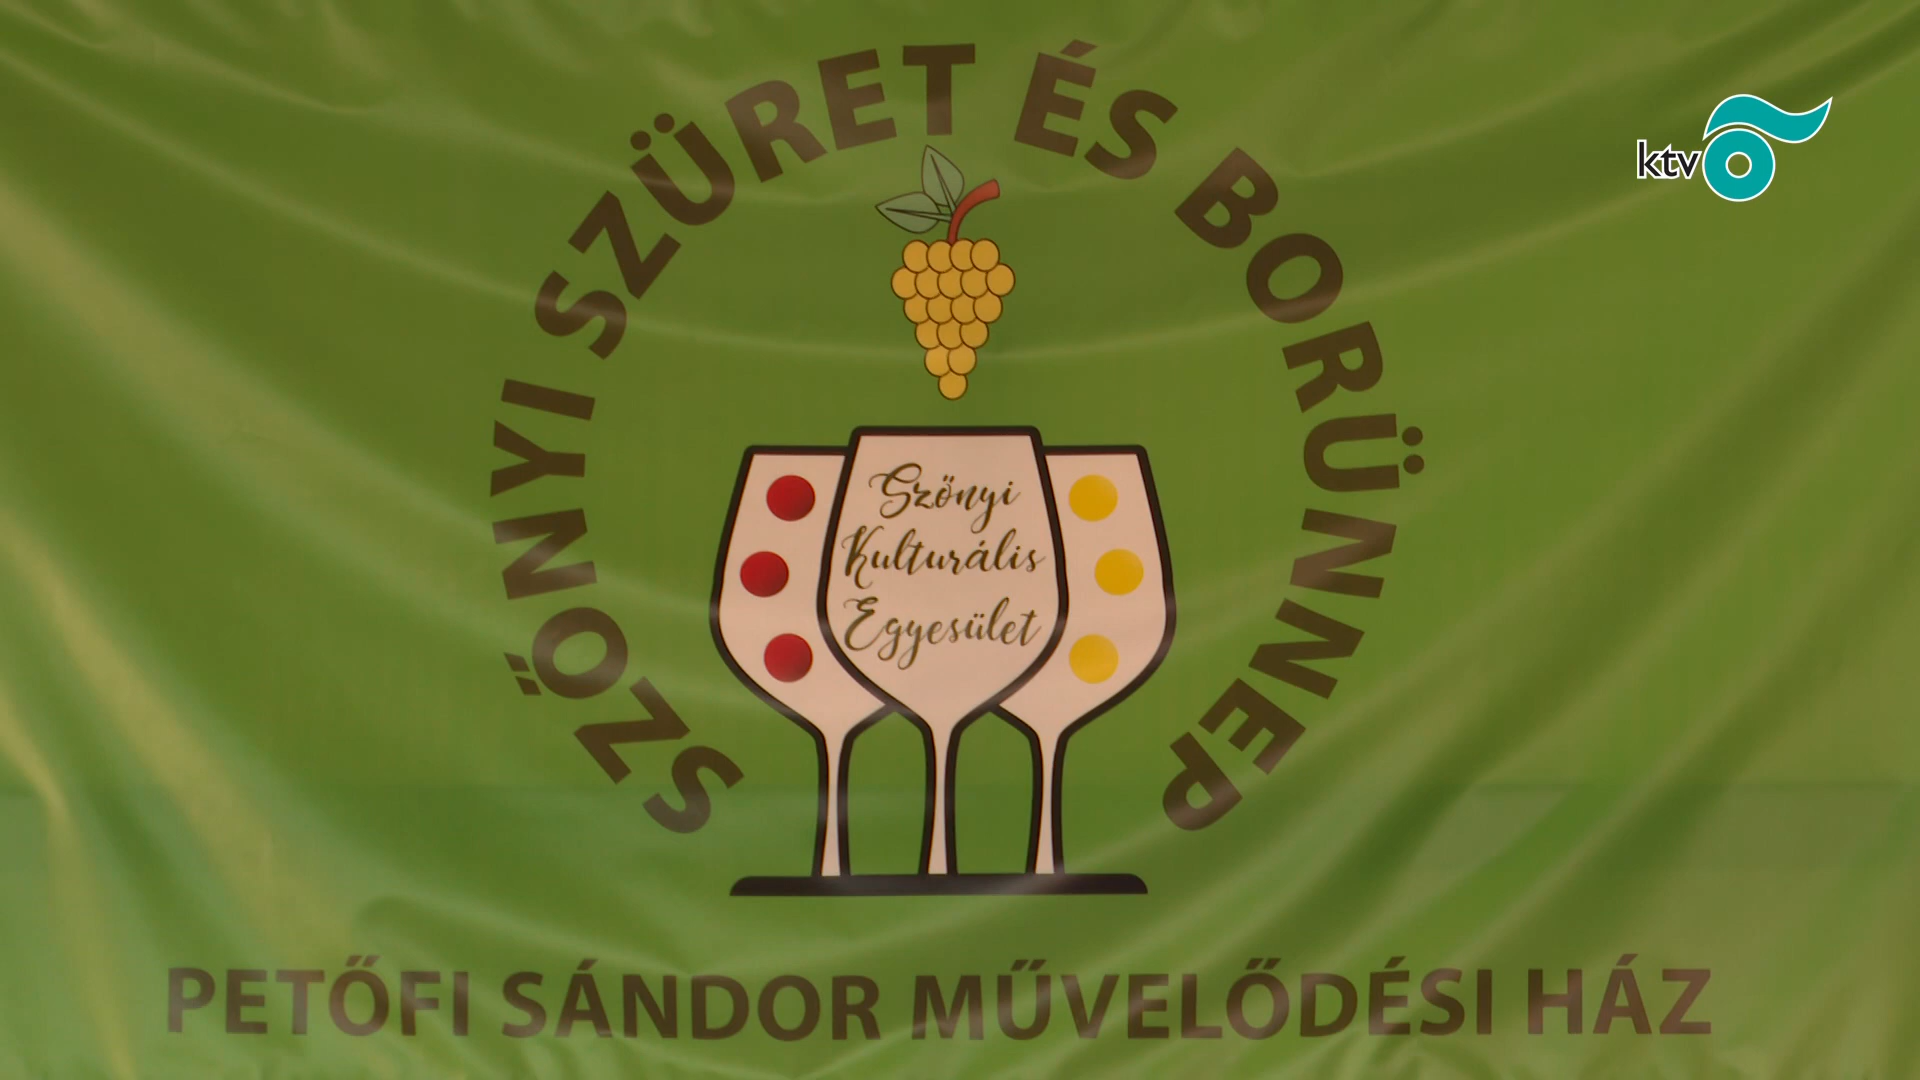 SZŐNYI SZÜRET ÉS BORÜNNEP
ktv
Szőnyi
Kulturális
Egyesület
PETŐFI SÁNDOR MŰVELŐDÉSI HÁZ